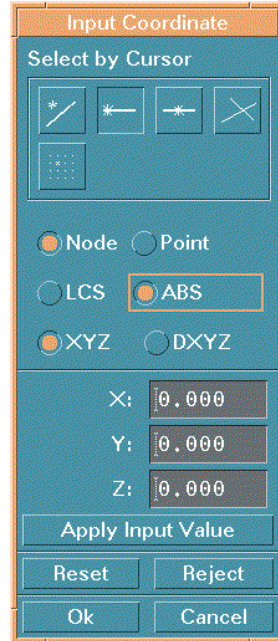 Input Coordinate
Select by Cursor
Node Point
LCS ABS
XYZ DXYZ
X: 0.000
Y: 0.000
Z: 0.000
Apply Input Value
Reset Reject
Ok Cancel